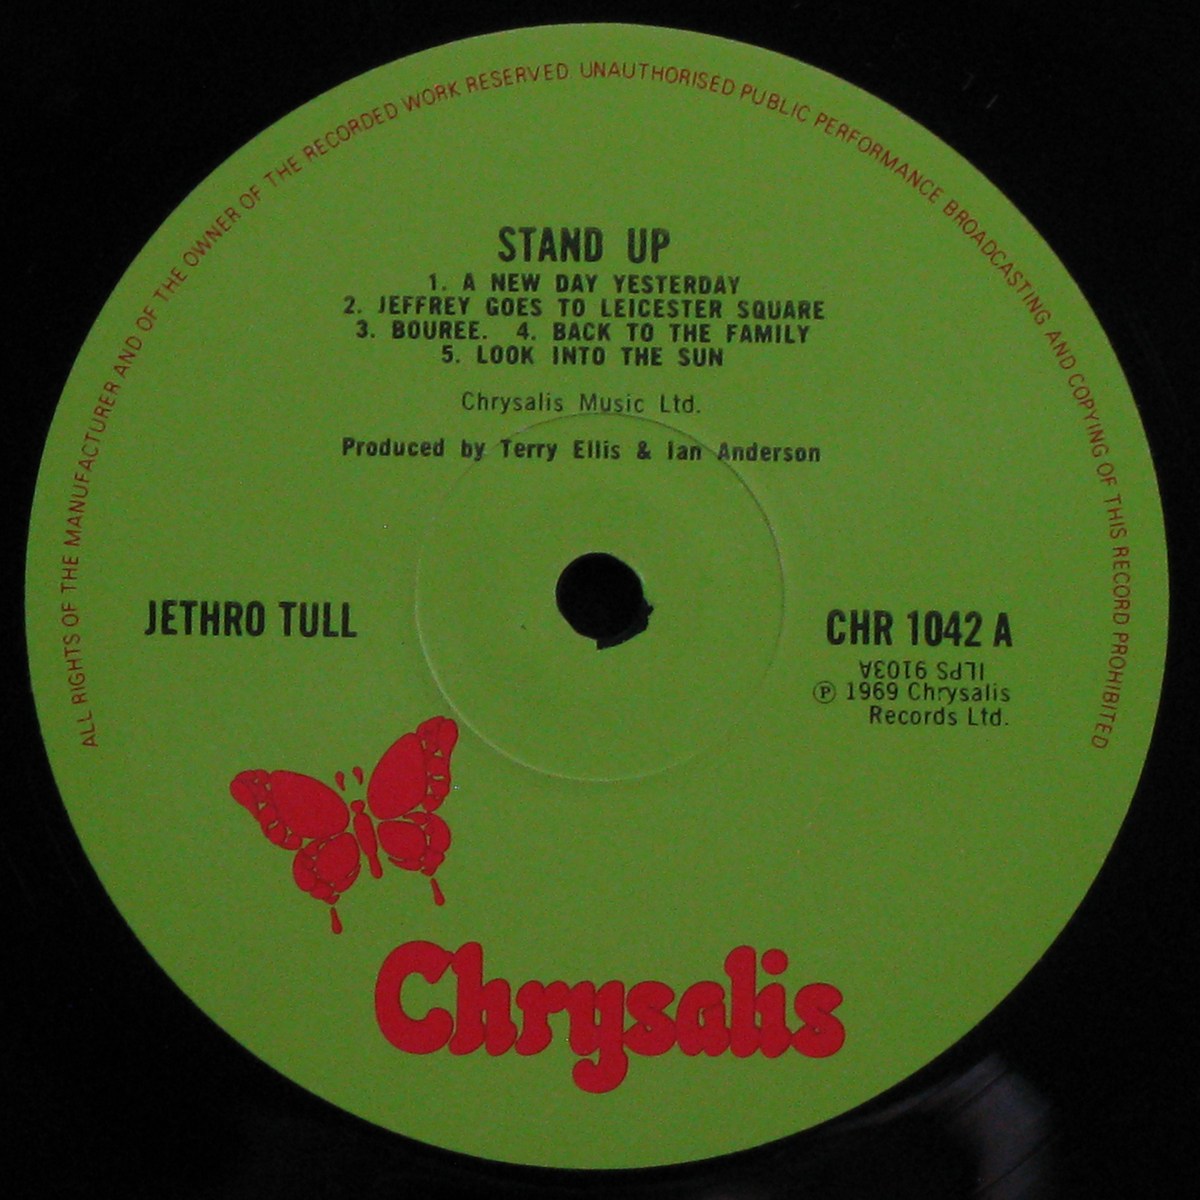 ALL RIGHTS OF THE MANUFACTURER AND OF THE OWNER OF THE RECORDED WORK RESERVED. UNAUTHORISED PUBLIC PERFORMANCE BROADCASTING AND COPYING OF THIS RECORD PROHIBITED
STAND UP
1. A NEW DAY YESTERDAY
2. JEFFREY GOES TO LEICESTER SQUARE
3. BOUREE. 4. BACK TO THE FAMILY
5. LOOK INTO THE SUN
Chrysalis Music Ltd.
Produced by Terry Ellis & Ian Anderson
JETHRO TULL
CHR 1042 A
ILPS 9103A
℗ 1969 Chrysalis
Records Ltd.
Chrysalis